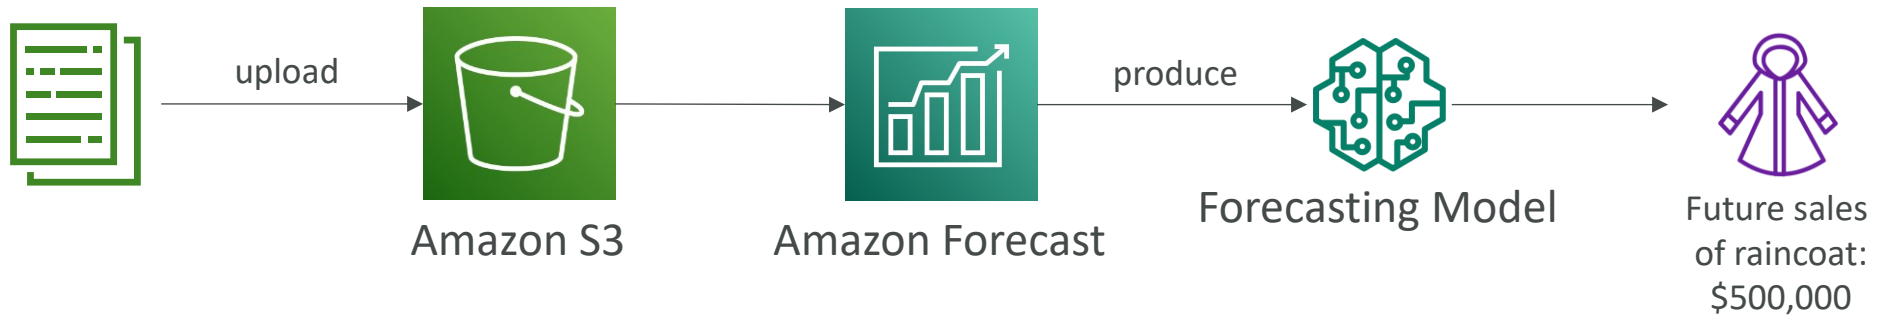 upload
Amazon S3
Amazon Forecast
produce
Forecasting Model
Future sales
of raincoat:
$500,000